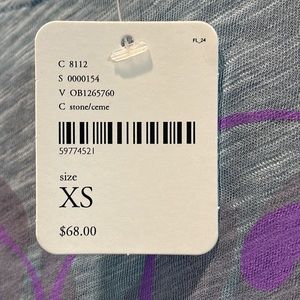 FL_24
C 8112
S 0000154
V OB1265760
C stone/ceme
59774521
size
XS
$68.00